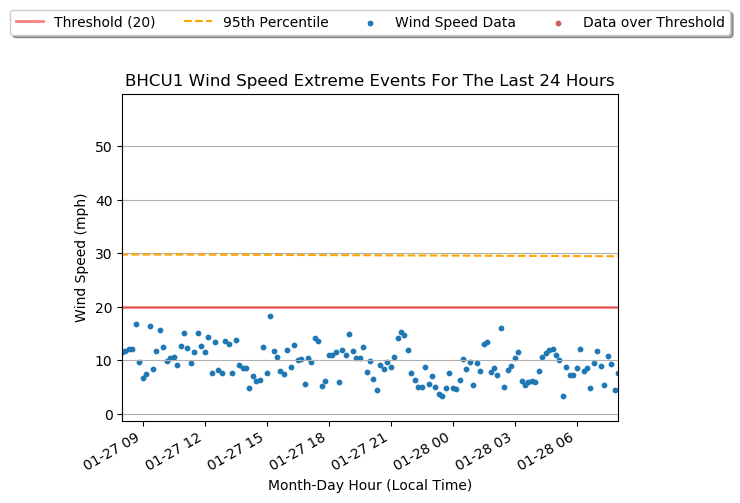 Threshold (20) 95th Percentile Wind Speed Data Data over Threshold
BHCU1 Wind Speed Extreme Events For The Last 24 Hours
Wind Speed (mph)
50
40
30
20
10
0
01-27 09 01-27 12 01-27 15 01-27 18 01-27 21 01-28 00 01-28 03 01-28 06
Month-Day Hour (Local Time)